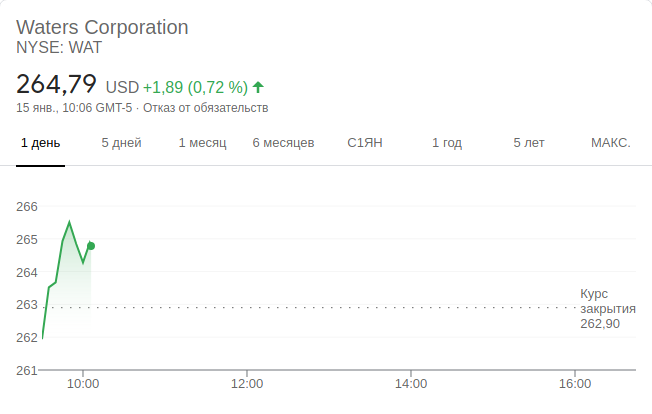 Waters Corporation
NYSE: WAT
264,79 USD +1,89 (0,72 %)
15 янв., 10:06 GMT-5 · Отказ от обязательств
1 день 5 дней 1 месяц 6 месяцев С1ЯН 1 год 5 лет МАКС.
266
265
264
263
262
261
Курс
закрытия
262,90
10:00 12:00 14:00 16:00